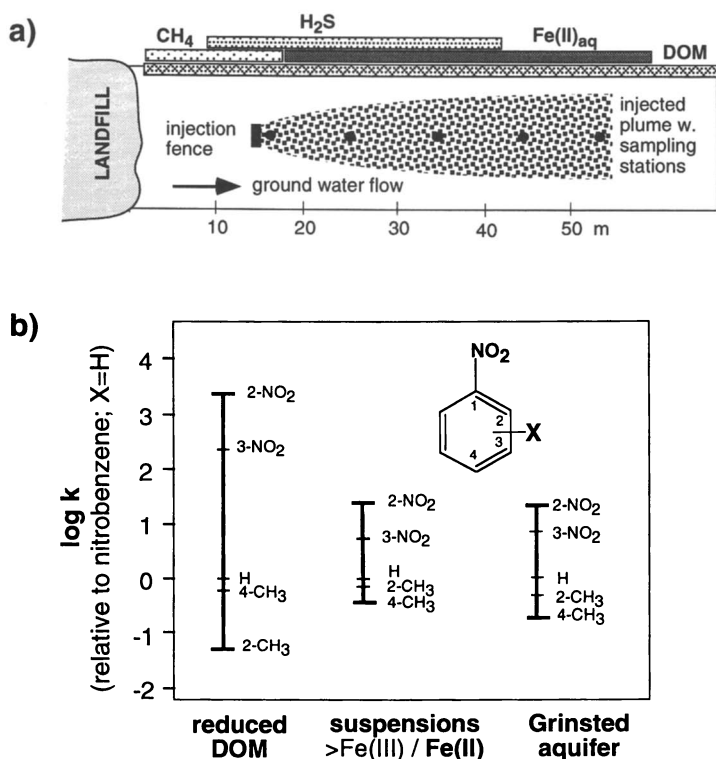 a)
CH4
H2S
Fe(II)aq
DOM
LANDFILL
injection
fence
injected
plume w.
sampling
stations
ground water flow
10 20 30 40 50 m
b)
log k
(relative to nitrobenzene; X=H)
4
3
2
1
0
-1
-2
2-NO2
3-NO2
H
4-CH3
2-CH3
2-NO2
3-NO2
H
2-CH3
4-CH3
2-NO2
3-NO2
H
2-CH3
4-CH3
NO2
1
2
3
4
X
reduced
DOM
suspensions
>Fe(III) / Fe(II)
Grinsted
aquifer